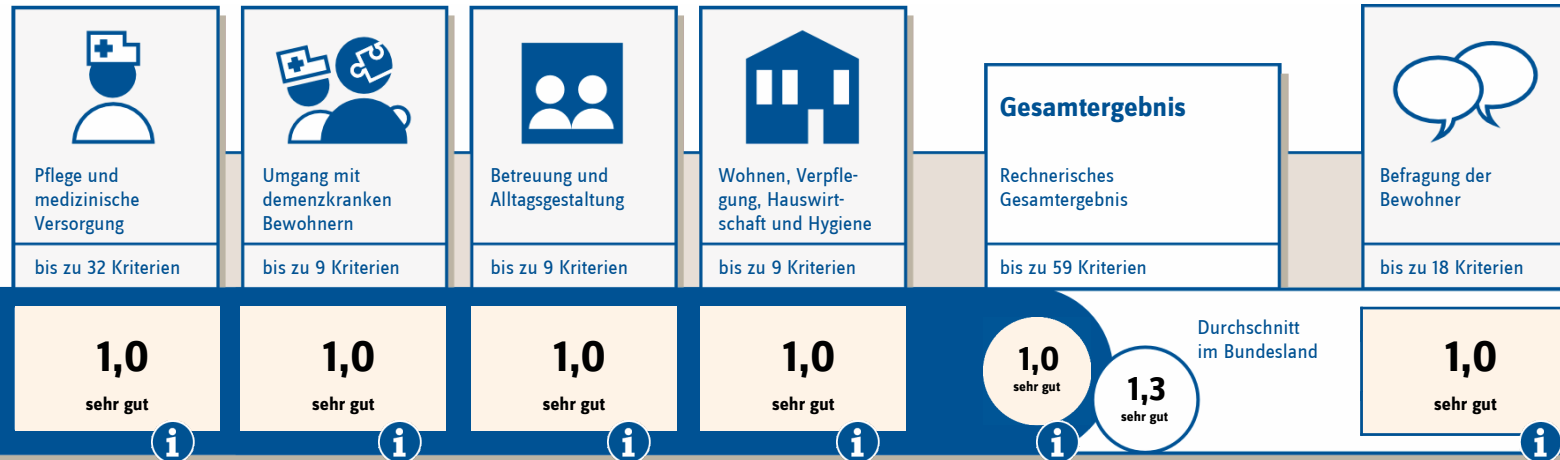 Pflege und
medizinische
Versorgung
bis zu 32 Kriterien
1,0
sehr gut
i
Umgang mit
demenzkranken
Bewohnern
bis zu 9 Kriterien
1,0
sehr gut
i
Betreuung und
Alltagsgestaltung
bis zu 9 Kriterien
1,0
sehr gut
i
Wohnen, Verpfle-
gung, Hauswirt-
schaft und Hygiene
bis zu 9 Kriterien
1,0
sehr gut
i
Gesamtergebnis
Rechnerisches
Gesamtergebnis
bis zu 59 Kriterien
1,0
sehr gut
i
Durchschnitt
im Bundesland
1,3
sehr gut
Befragung der
Bewohner
bis zu 18 Kriterien
1,0
sehr gut
i